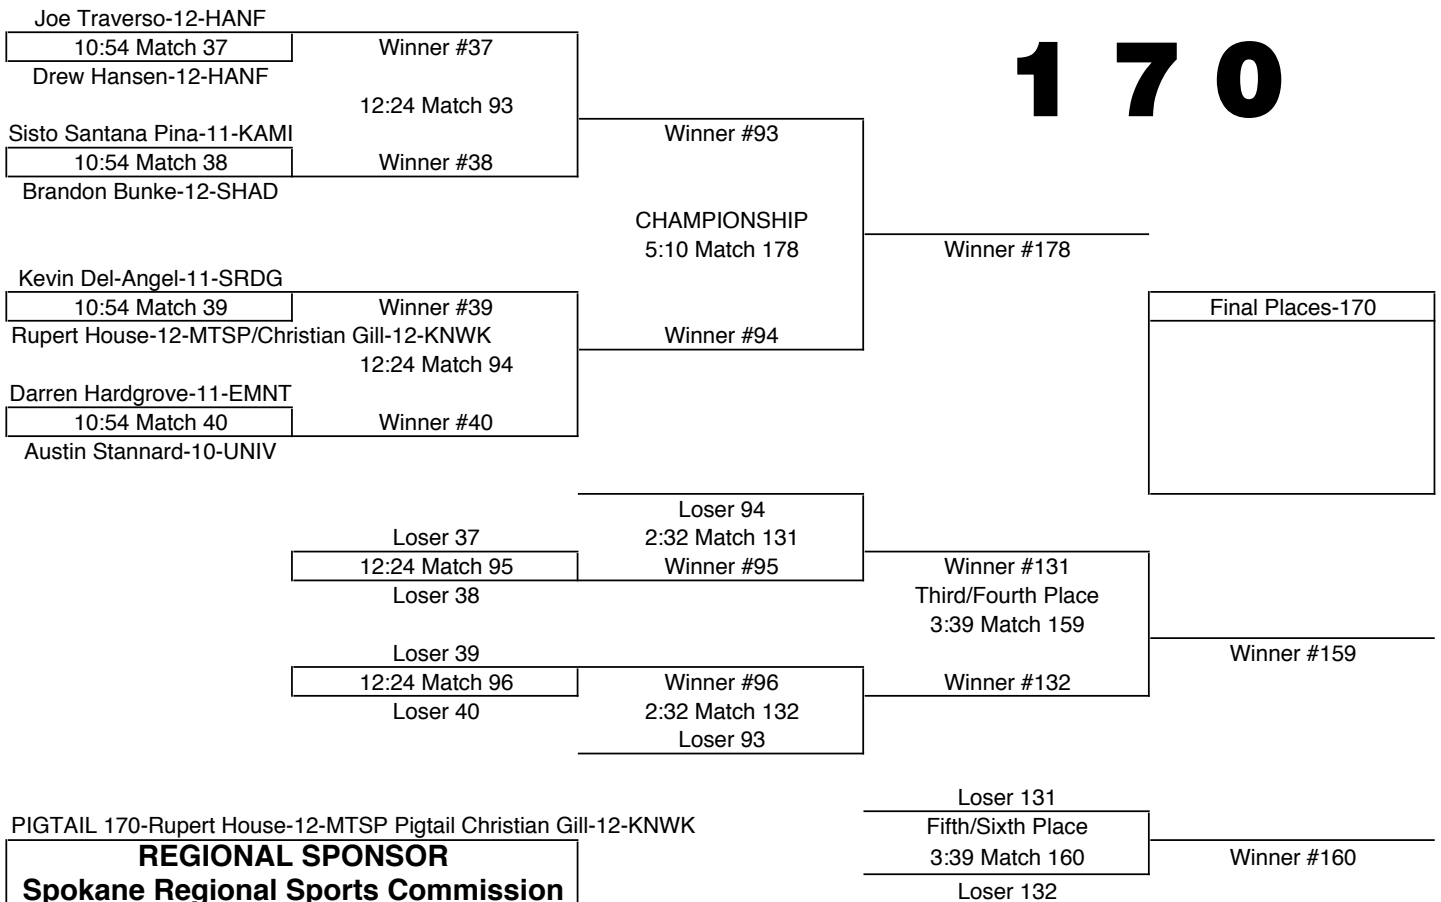 Joe Traverso-12-HANF
10:54 Match 37
Winner #37
1 7 0
Drew Hansen-12-HANF
12:24 Match 93
Sisto Santana Pina-11-KAMI
Winner #93
10:54 Match 38
Winner #38
Brandon Bunke-12-SHAD
CHAMPIONSHIP
5:10 Match 178
Winner #178
Kevin Del-Angel-11-SRDG
10:54 Match 39
Winner #39
Final Places-170
Rupert House-12-MTSP/Christian Gill-12-KNWK
Winner #94
12:24 Match 94
Darren Hardgrove-11-EMNT
10:54 Match 40
Winner #40
Austin Stannard-10-UNIV
Loser 94
Loser 37
2:32 Match 131
12:24 Match 95
Winner #95
Winner #131
Loser 38
Third/Fourth Place
3:39 Match 159
Loser 39
Winner #159
12:24 Match 96
Winner #96
Winner #132
Loser 40
2:32 Match 132
Loser 93
Loser 131
PIGTAIL 170-Rupert House-12-MTSP Pigtail Christian Gill-12-KNWK
Fifth/Sixth Place
REGIONAL SPONSOR
3:39 Match 160
Winner #160
Spokane Regional Sports Commission
Loser 132